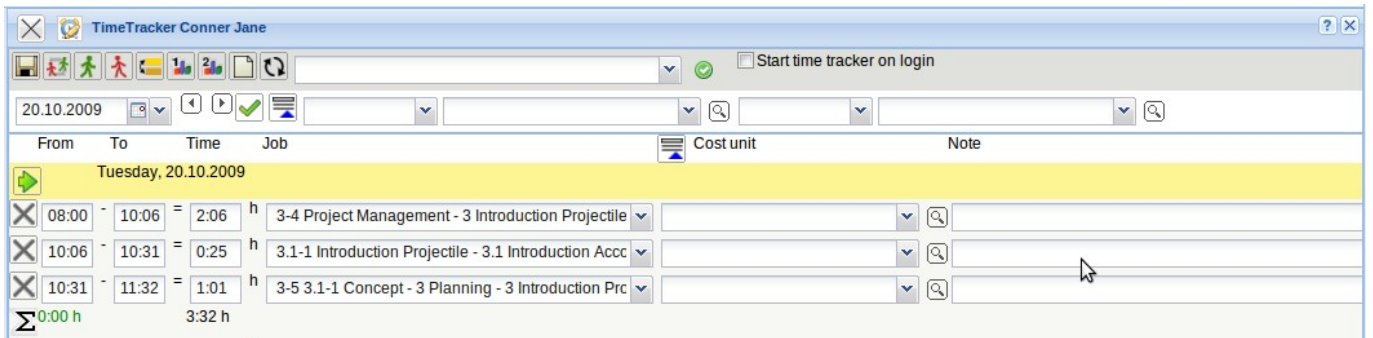 TimeTracker Conner Jane
Start time tracker on login
20.10.2009
From To Time Job Cost unit Note
Tuesday, 20.10.2009
08:00 - 10:06 = 2:06 h 3-4 Project Management - 3 Introduction Projectile
10:06 - 10:31 = 0:25 h 3.1-1 Introduction Projectile - 3.1 Introduction Acco
10:31 - 11:32 = 1:01 h 3-5 3.1-1 Concept - 3 Planning - 3 Introduction Pro
Σ 0:00 h 3:32 h